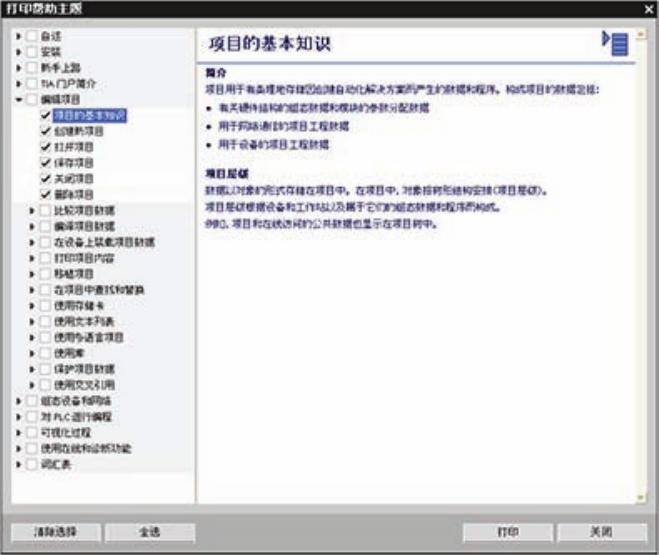 打印帮助主题
自述
安装
新手上路
TIA 门户简介
编辑项目
项目的基本知识
创建新项目
打开项目
保存项目
关闭项目
删除项目
比较项目数据
编译项目数据
在设备上装载项目数据
打印项目内容
移植项目
在项目中查找和替换
使用存储卡
使用文本列表
使用多语言项目
使用库
保护项目数据
使用交叉引用
组态设备和网络
对 PLC 进行编程
可视化过程
使用在线和诊断功能
词汇表
项目的基本知识
简介
项目用于有条理地存储因创建自动化解决方案而产生的数据和程序。构成项目的数据包括:
• 有关硬件结构的组态数据和模块的参数分配数据
• 用于网络通信的项目工程数据
• 用于设备的项目工程数据
项目层级
数据以对象的形式存储在项目中。在项目中, 对象按树形结构安排(项目层级)。
项目层级根据设备和工作站以及属于它们的组态数据和程序而构成。
例如, 项目和在线访问的公共数据也显示在项目树中。
清除选择
全选
打印
关闭